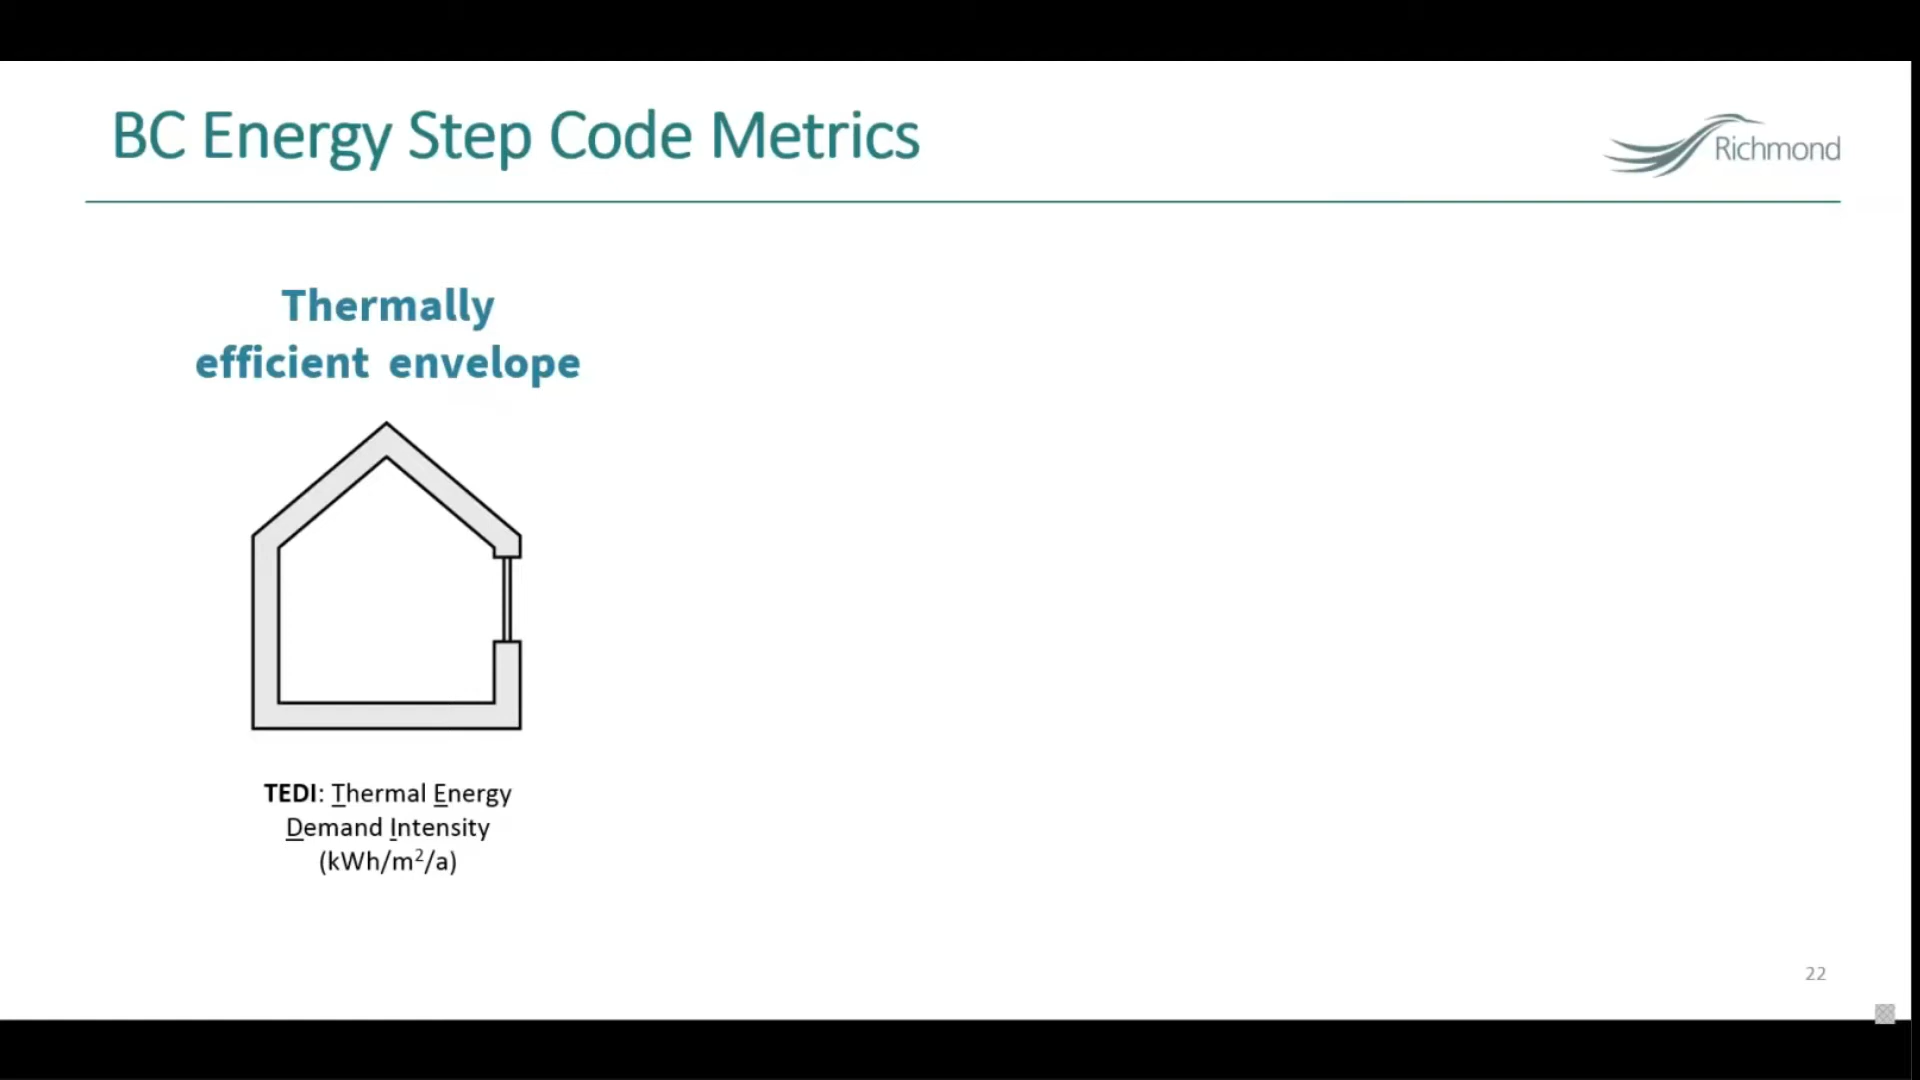 BC Energy Step Code Metrics
Richmond
Thermally
efficient envelope
TEDI: Thermal Energy
Demand Intensity
(kWh/m²/a)
22